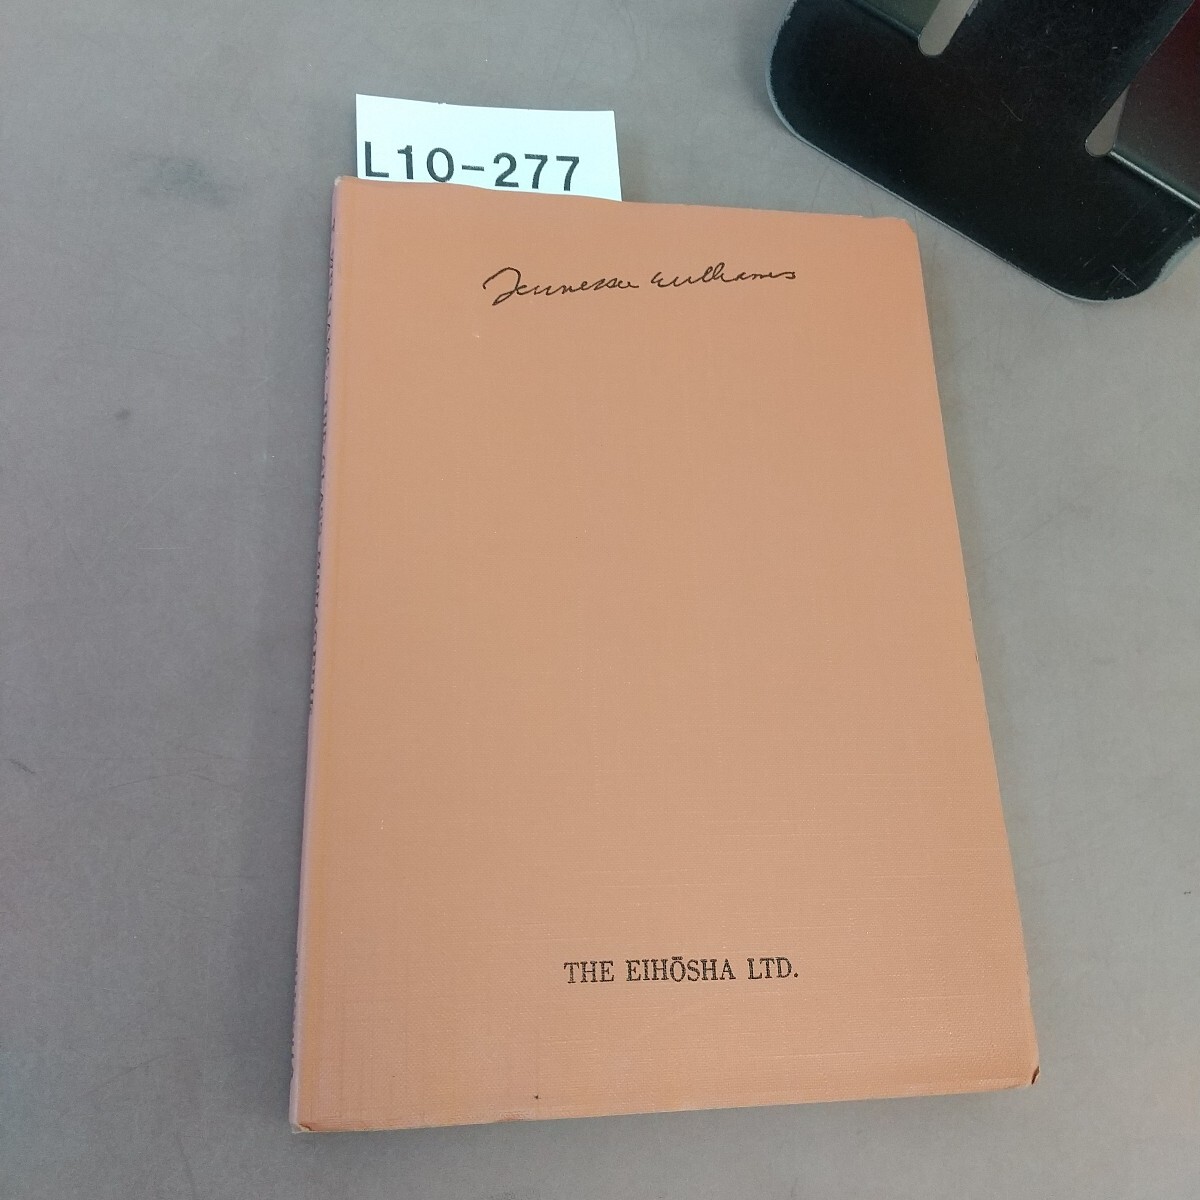 L10-277
Tennessee Williams
THE EIHŌSHA LTD.